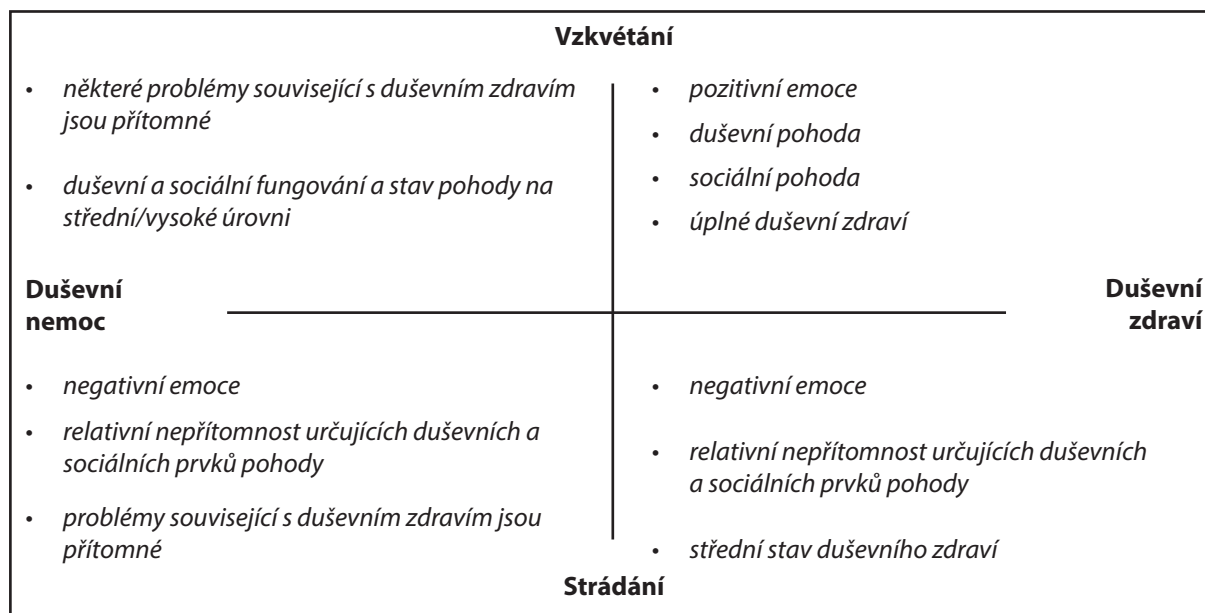 Vzkvétání
• některé problémy související s duševním zdravím
jsou přítomné
• duševní a sociální fungování a stav pohody na
střední/vysoké úrovni
• pozitivní emoce
• duševní pohoda
• sociální pohoda
• úplné duševní zdraví
Duševní
nemoc
Duševní
zdraví
• negativní emoce
• relativní nepřítomnost určujících duševních a
sociálních prvků pohody
• problémy související s duševním zdravím jsou
přítomné
• negativní emoce
• relativní nepřítomnost určujících duševních
a sociálních prvků pohody
• střední stav duševního zdraví
Strádání